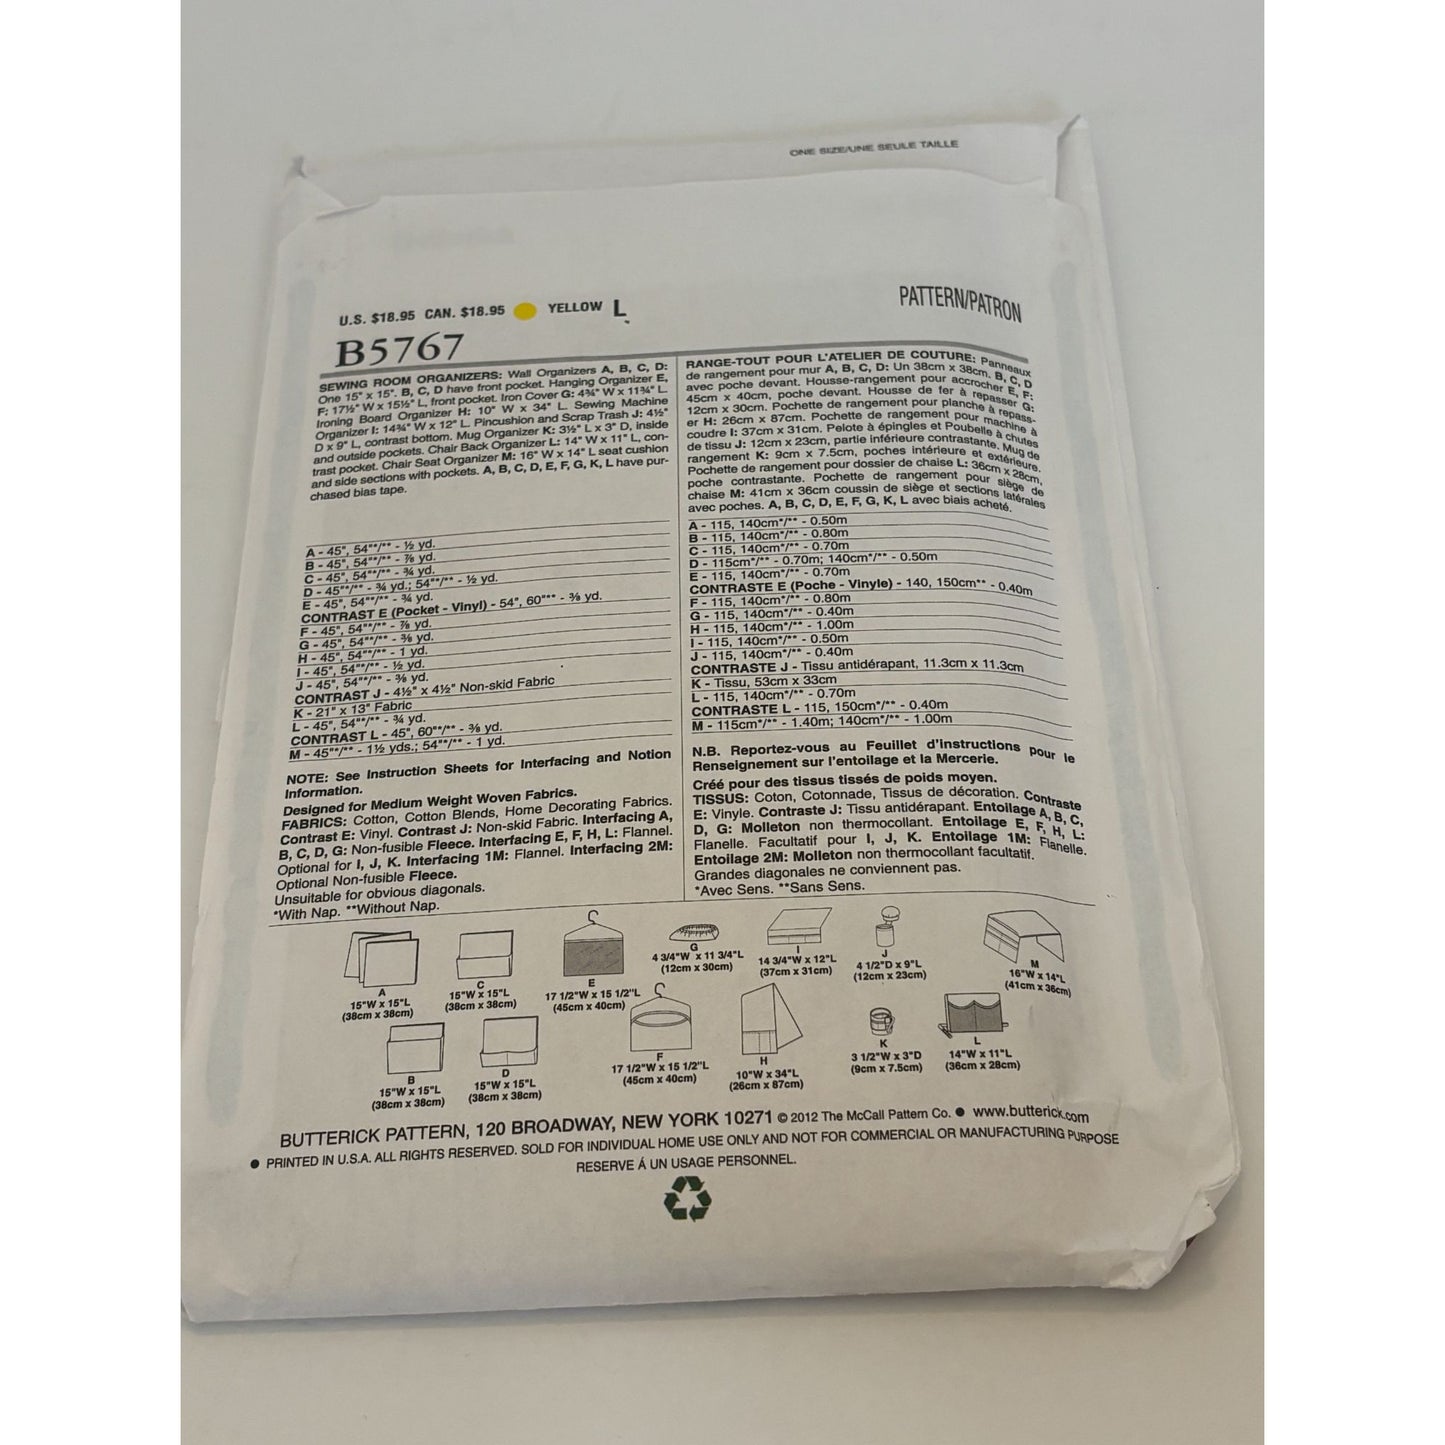 ONE SIZE/UNE SEULE TAILLE
U.S. $18.95 CAN. $18.95 YELLOW L
PATTERN/PATRON
B5767
SEWING ROOM ORGANIZERS: Wall Organizers A, B, C, D:
One 15" x 15". B, C, D have front pocket. Hanging Organizer E,
F: 17½" W x 15½" L, front pocket. Iron Cover G: 4¾" W x 11¾" L.
Ironing Board Organizer H: 10" W x 34" L. Sewing Machine
Organizer I: 14¾" W x 12" L. Pincushion and Scrap Trash J: 4½"
D x 9" L, contrast bottom. Mug Organizer K: 3½" L x 3" D, inside
and outside pockets. Chair Back Organizer L: 14" W x 11" L, con-
trast pocket. Chair Seat Organizer M: 16" W x 14" L seat cushion
and side sections with pockets. A, B, C, D, E, F, G, K, L have pur-
chased bias tape.
A - 45", 54"*/** - ½ yd.
B - 45", 54"*/** - ⅞ yd.
C - 45", 54"*/** - ¾ yd.
D - 45"*/** - ¾ yd.; 54"*/** - ½ yd.
E - 45", 54"*/** - ¾ yd.
CONTRAST E (Pocket - Vinyl) - 54", 60"** - ⅜ yd.
F - 45", 54"*/** - ⅞ yd.
G - 45", 54"*/** - ⅜ yd.
H - 45", 54"*/** - 1 yd.
I - 45", 54"*/** - ½ yd.
J - 45", 54"*/** - ⅜ yd.
CONTRAST J - 4½" x 4½" Non-skid Fabric
K - 21" x 13" Fabric
L - 45", 54"*/** - ¾ yd.
CONTRAST L - 45", 60"*/** - ⅜ yd.
M - 45"*/** - 1½ yds.; 54"*/** - 1 yd.
NOTE: See Instruction Sheets for Interfacing and Notion
Information.
Designed for Medium Weight Woven Fabrics.
FABRICS: Cotton, Cotton Blends, Home Decorating Fabrics.
Contrast E: Vinyl. Contrast J: Non-skid Fabric. Interfacing A,
B, C, D, G: Non-fusible Fleece. Interfacing E, F, H, L: Flannel.
Optional for I, J, K. Interfacing 1M: Flannel. Interfacing 2M:
Optional Non-fusible Fleece.
Unsuitable for obvious diagonals.
*With Nap. **Without Nap.
RANGE-TOUT POUR L'ATELIER DE COUTURE: Panneaux
de rangement pour mur A, B, C, D: Un 38cm x 38cm. B, C, D
avec poche devant. Housse-rangement pour accrocher E, F:
45cm x 40cm, poche devant. Housse de fer à repasser G:
12cm x 30cm. Pochette de rangement pour planche à repass-
er H: 26cm x 87cm. Pochette de rangement pour machine à
coudre I: 37cm x 31cm. Pelote à épingles et Poubelle à chutes
de tissu J: 12cm x 23cm, partie inférieure contrastante. Mug de
rangement K: 9cm x 7.5cm, poches intérieure et extérieure.
Pochette de rangement pour dossier de chaise L: 36cm x 28cm,
poche contrastante. Pochette de rangement pour siège de
chaise M: 41cm x 36cm coussin de siège et sections latérales
avec poches. A, B, C, D, E, F, G, K, L avec biais acheté.
A - 115, 140cm*/** - 0.50m
B - 115, 140cm*/** - 0.80m
C - 115, 140cm*/** - 0.70m
D - 115cm*/** - 0.70m; 140cm*/** - 0.50m
E - 115, 140cm*/** - 0.70m
CONTRASTE E (Poche - Vinyle) - 140, 150cm** - 0.40m
F - 115, 140cm*/** - 0.80m
G - 115, 140cm*/** - 0.40m
H - 115, 140cm*/** - 1.00m
I - 115, 140cm*/** - 0.50m
J - 115, 140cm*/** - 0.40m
CONTRASTE J - Tissu antidérapant, 11.3cm x 11.3cm
K - Tissu, 53cm x 33cm
L - 115, 140cm*/** - 0.70m
CONTRASTE L - 115, 150cm*/** - 0.40m
M - 115cm*/** - 1.40m; 140cm*/** - 1.00m
N.B. Reportez-vous au Feuillet d'instructions pour le
Renseignement sur l'entoilage et la Mercerie.
Créé pour des tissus tissés de poids moyen.
TISSUS: Coton, Cotonnade, Tissus de décoration. Contraste
E: Vinyle. Contraste J: Tissu antidérapant. Entoilage A, B, C,
D, G: Molleton non thermocollant. Entoilage E, F, H, L:
Flanelle. Facultatif pour I, J, K. Entoilage 1M: Flanelle.
Entoilage 2M: Molleton non thermocollant facultatif.
Grandes diagonales ne conviennent pas.
*Avec Sens. **Sans Sens.
A
15"W x 15"L
(38cm x 38cm)
C
15"W x 15"L
(38cm x 38cm)
E
17 1/2"W x 15 1/2"L
(45cm x 40cm)
G
4 3/4"W x 11 3/4"L
(12cm x 30cm)
I
14 3/4"W x 12"L
(37cm x 31cm)
J
4 1/2"D x 9"L
(12cm x 23cm)
M
16"W x 14"L
(41cm x 36cm)
B
15"W x 15"L
(38cm x 38cm)
D
15"W x 15"L
(38cm x 38cm)
F
17 1/2"W x 15 1/2"L
(45cm x 40cm)
H
10"W x 34"L
(26cm x 87cm)
K
3 1/2"W x 3"D
(9cm x 7.5cm)
L
14"W x 11"L
(36cm x 28cm)
BUTTERICK PATTERN, 120 BROADWAY, NEW YORK 10271 © 2012 The McCall Pattern Co. ● www.butterick.com
● PRINTED IN U.S.A. ALL RIGHTS RESERVED. SOLD FOR INDIVIDUAL HOME USE ONLY AND NOT FOR COMMERCIAL OR MANUFACTURING PURPOSE
RESERVE Á UN USAGE PERSONNEL.